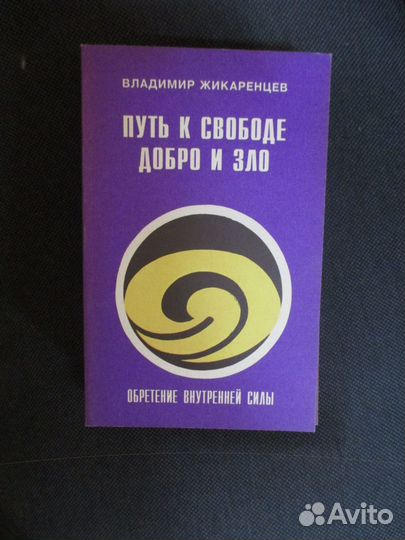 ВЛАДИМИР ЖИКАРЕНЦЕВ
ПУТЬ К СВОБОДЕ
ДОБРО И ЗЛО
ОБРЕТЕНИЕ ВНУТРЕННЕЙ СИЛЫ
Avito